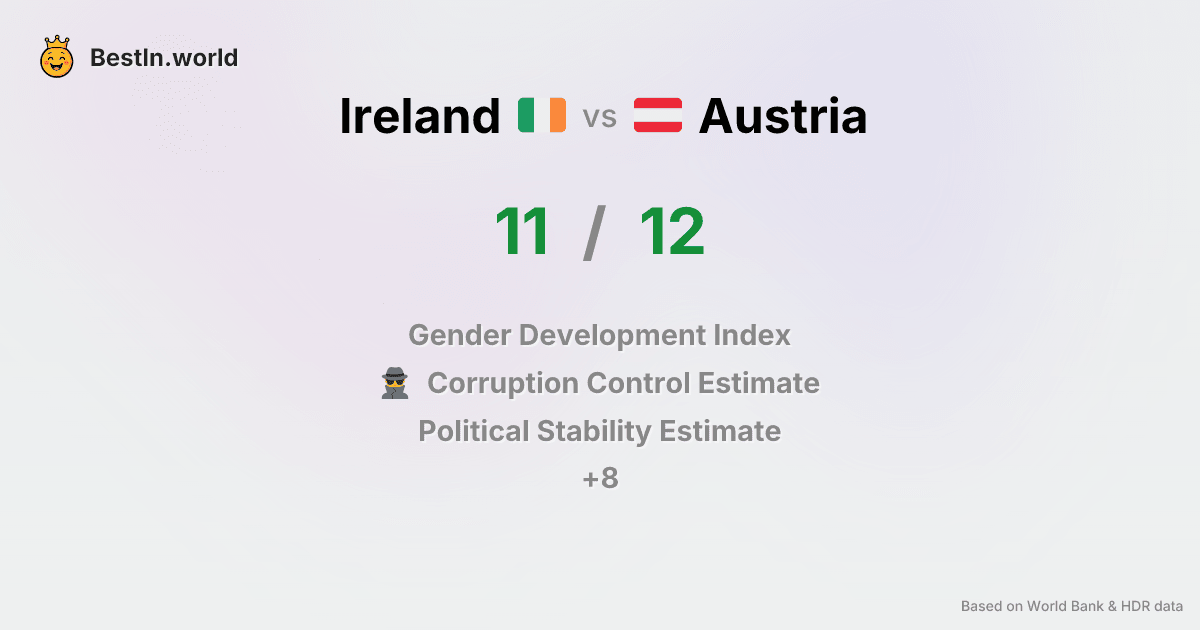 BestIn.world
Ireland vs Austria
11 / 12
Gender Development Index
Corruption Control Estimate
Political Stability Estimate
+8
Based on World Bank & HDR data